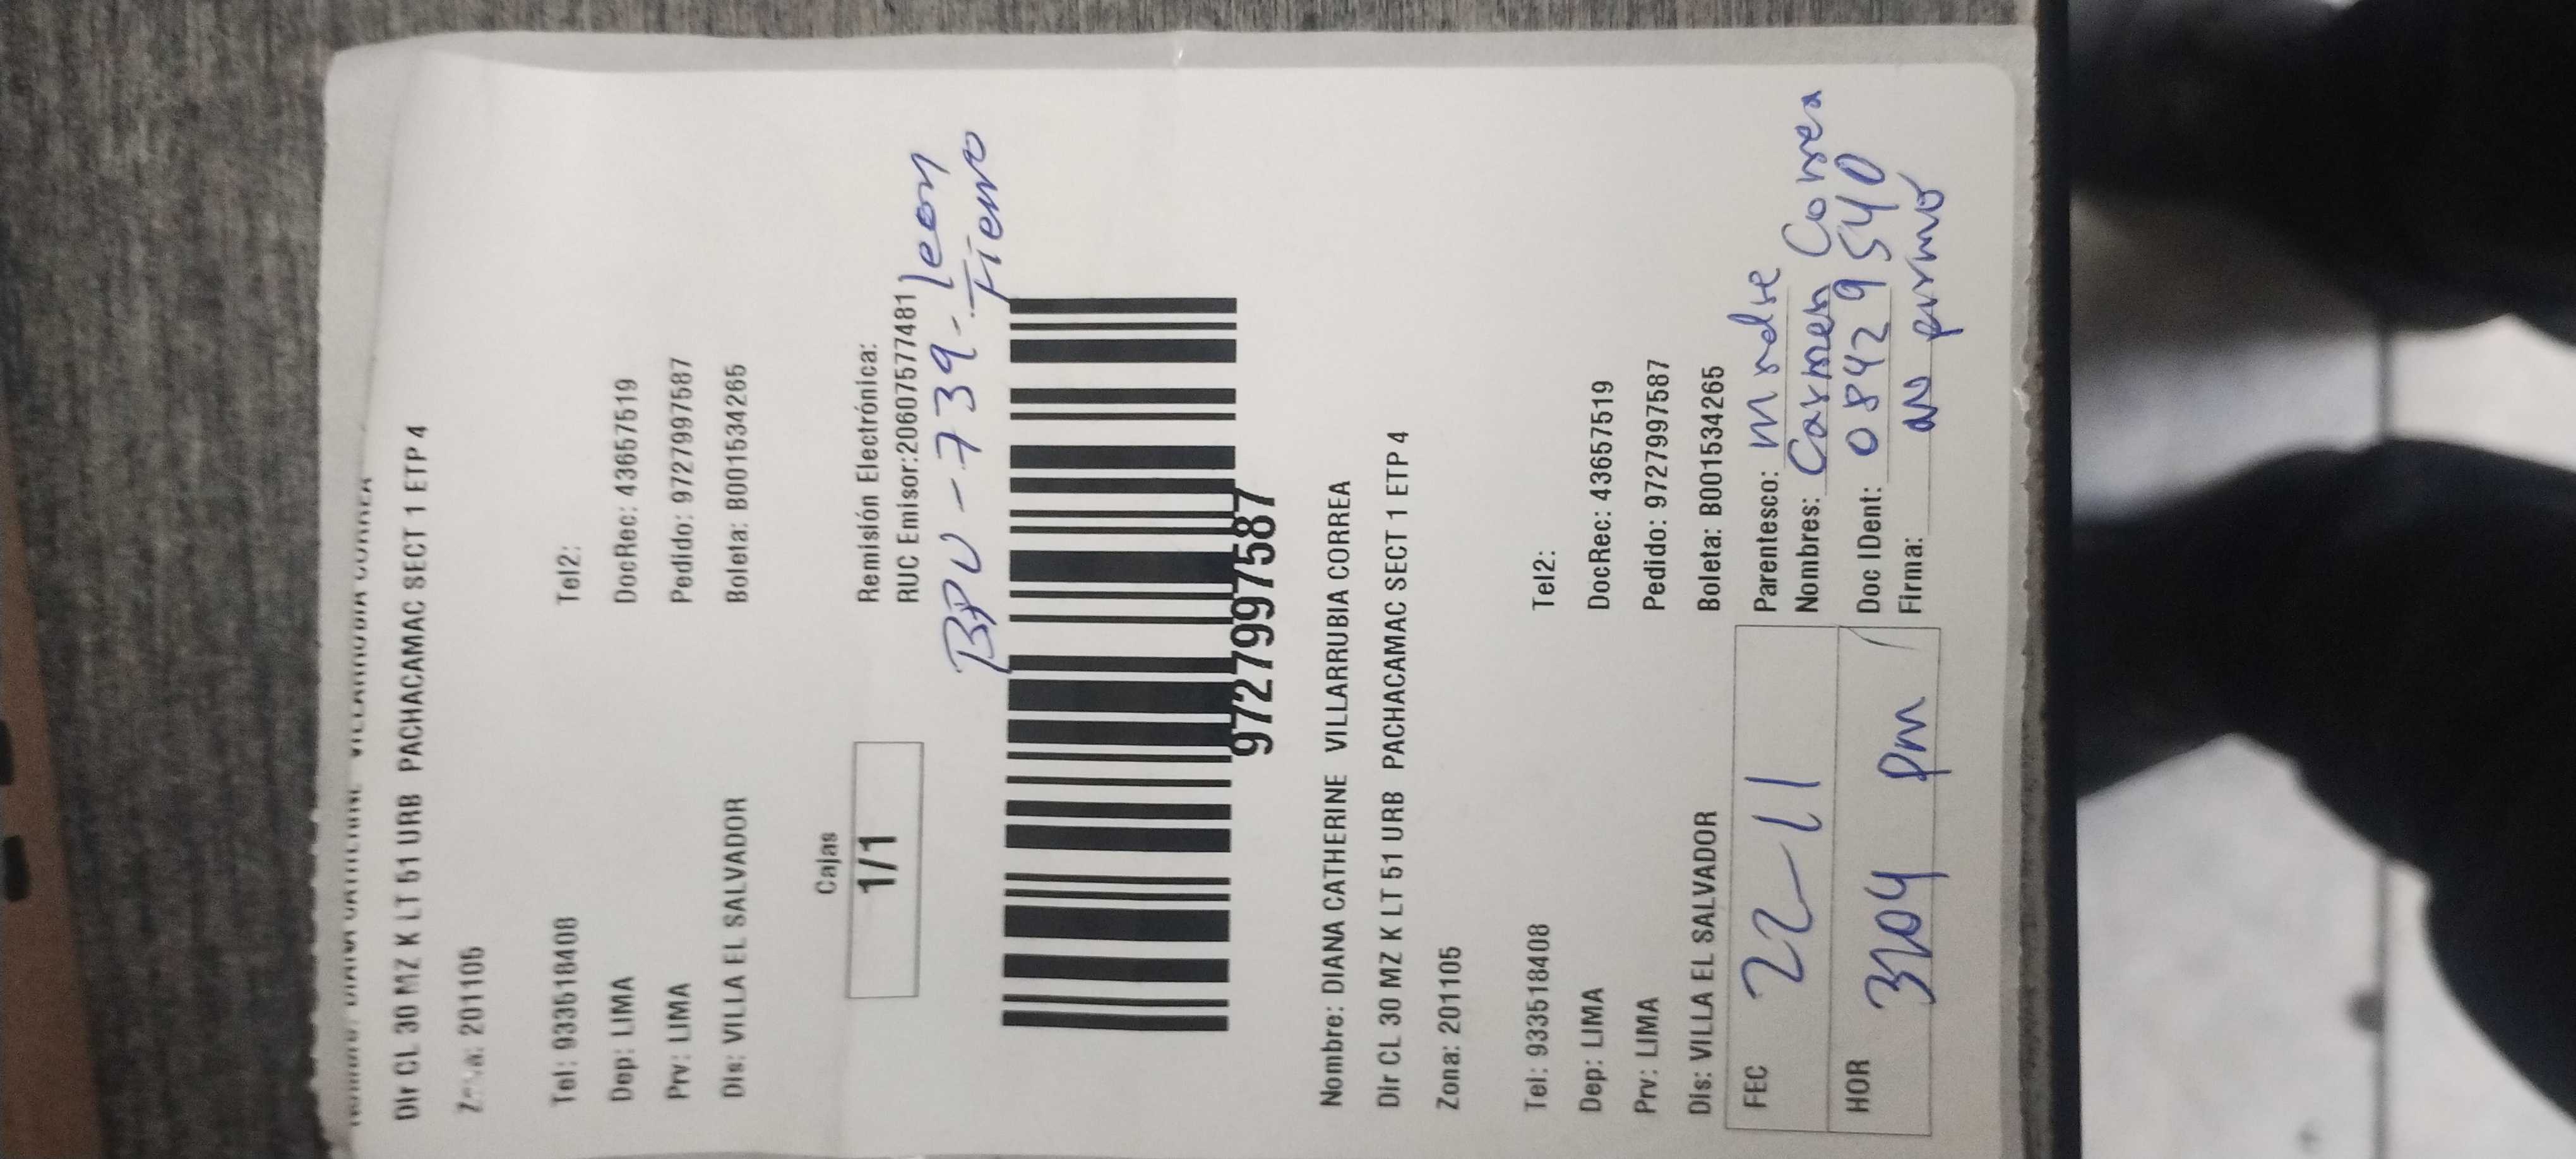 Dir CL 30 MZ K LT 51 URB PACHACAMAC SECT 1 ETP 4
201105
Tel: 933518408 Tel2:
Dep: LIMA DocRec: 43657519
Prv: LIMA Pedido: 9727997587
Dis: VILLA EL SALVADOR Boleta: B001534265
Cajas
1/1
Remisión Electrónica:
RUC Emisor:20607577481
BPU - 739 - leon
Fierro
9727997587
Nombre: DIANA CATHERINE VILLARRUBIA CORREA
Dir CL 30 MZ K LT 51 URB PACHACAMAC SECT 1 ETP 4
Zona: 201105
Tel: 933518408 Tel2:
Dep: LIMA DocRec: 43657519
Prv: LIMA Pedido: 9727997587
Dis: VILLA EL SALVADOR Boleta: B001534265
FEC 22-11 Parentesco: Madre
Nombres: Carmen Correa
HOR 3:04 pm Doc IDent: 08429540
Firma: no firmó